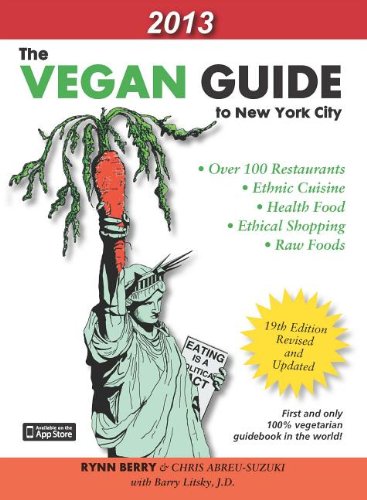 2013
The
VEGAN GUIDE
to New York City
• Over 100 Restaurants
• Ethnic Cuisine
• Health Food
• Ethical Shopping
• Raw Foods
EATING
IS A
POLITICAL
ACT
19th Edition
Revised
and
Updated
First and only
100% vegetarian
guidebook in the world!
Available on the
App Store
RYNN BERRY & CHRIS ABREU-SUZUKI
with Barry Litsky, J.D.